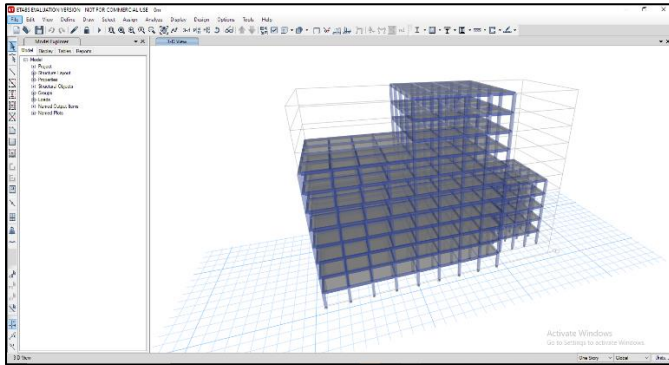 ETABS EVALUATION VERSION - NOT FOR COMMERCIAL USE
File Edit View Define Draw Select Assign Analyze Display Design Options Tools Help
Model Explorer
3-D View
Model Display Tables Reports
Model
Project
Structure Layout
Properties
Structural Objects
Groups
Loads
Named Output Items
Named Plots
Activate Windows
Go to Settings to activate Windows.
3-D View
One Story
Global
Units...